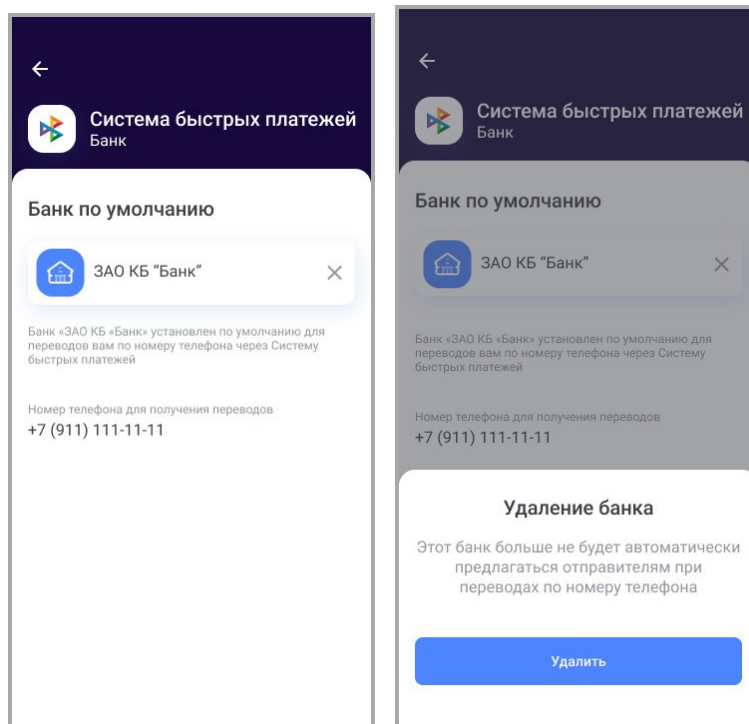 Система быстрых платежей
Банк
Банк по умолчанию
ЗАО КБ "Банк"
Банк «ЗАО КБ «Банк» установлен по умолчанию для
переводов вам по номеру телефона через Систему
быстрых платежей
Номер телефона для получения переводов
+7 (911) 111-11-11
Система быстрых платежей
Банк
Банк по умолчанию
ЗАО КБ "Банк"
Банк «ЗАО КБ «Банк» установлен по умолчанию для
переводов вам по номеру телефона через Систему
быстрых платежей
Номер телефона для получения переводов
+7 (911) 111-11-11
Удаление банка
Этот банк больше не будет автоматически
предлагаться отправителям при
переводах по номеру телефона
Удалить